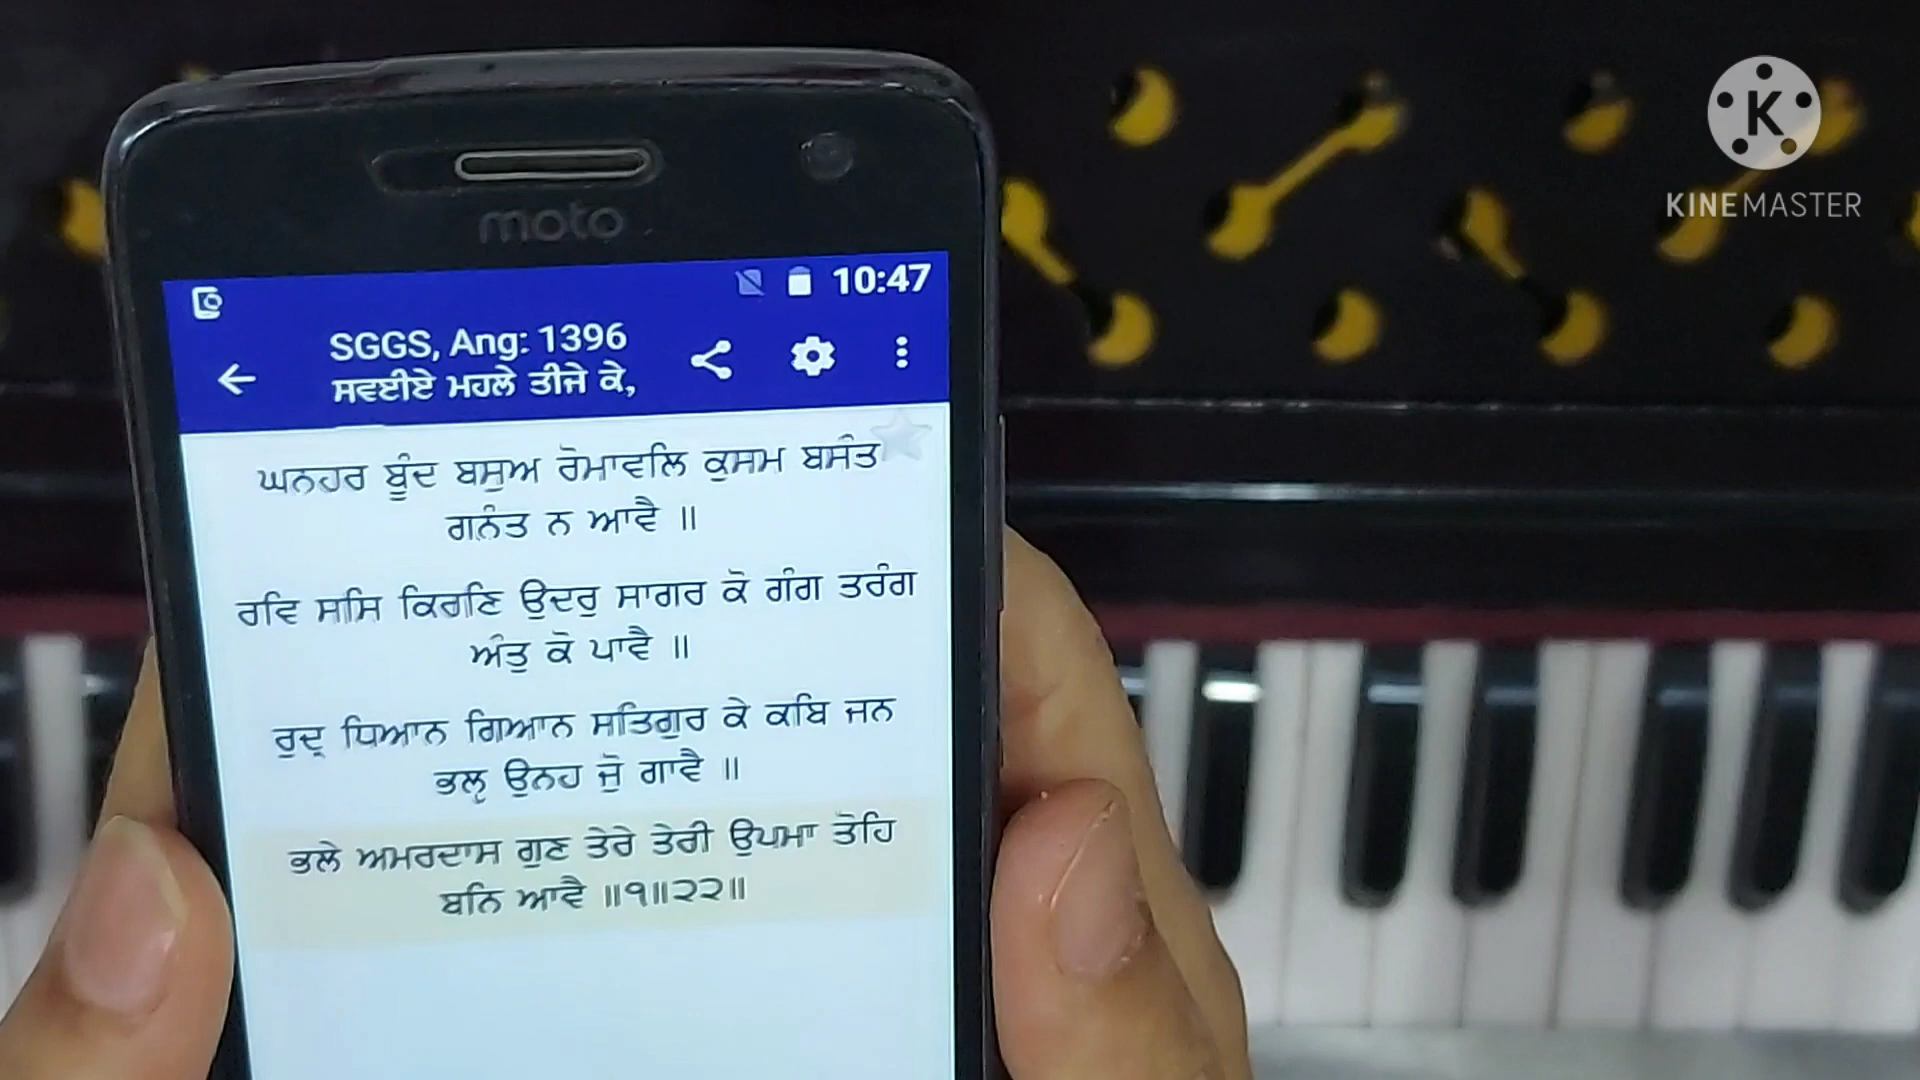 moto
10:47
SGGS, Ang: 1396
ਸਵਈਏ ਮਹਲੇ ਤੀਜੇ ਕੇ,
ਘਨਹਰ ਬੂੰਦ ਬਸੁਅ ਰੋਮਾਵਲਿ ਕੁਸਮ ਬਸੰਤ
ਗਨੰਤ ਨ ਆਵੈ ॥
ਰਵਿ ਸਸਿ ਕਿਰਣਿ ਉਦਰੁ ਸਾਗਰ ਕੋ ਗੰਗ ਤਰੰਗ
ਅੰਤੁ ਕੋ ਪਾਵੈ ॥
ਰੁਦ੍ਰ ਧਿਆਨ ਗਿਆਨ ਸਤਿਗੁਰ ਕੇ ਕਬਿ ਜਨ
ਭਲੵ ਉਨਹ ਜੋੁ ਗਾਵੈ ॥
ਭਲੇ ਅਮਰਦਾਸ ਗੁਣ ਤੇਰੇ ਤੇਰੀ ਉਪਮਾ ਤੋਹਿ
ਬਨਿ ਆਵੈ ॥੧॥੨੨॥
K
KINEMASTER